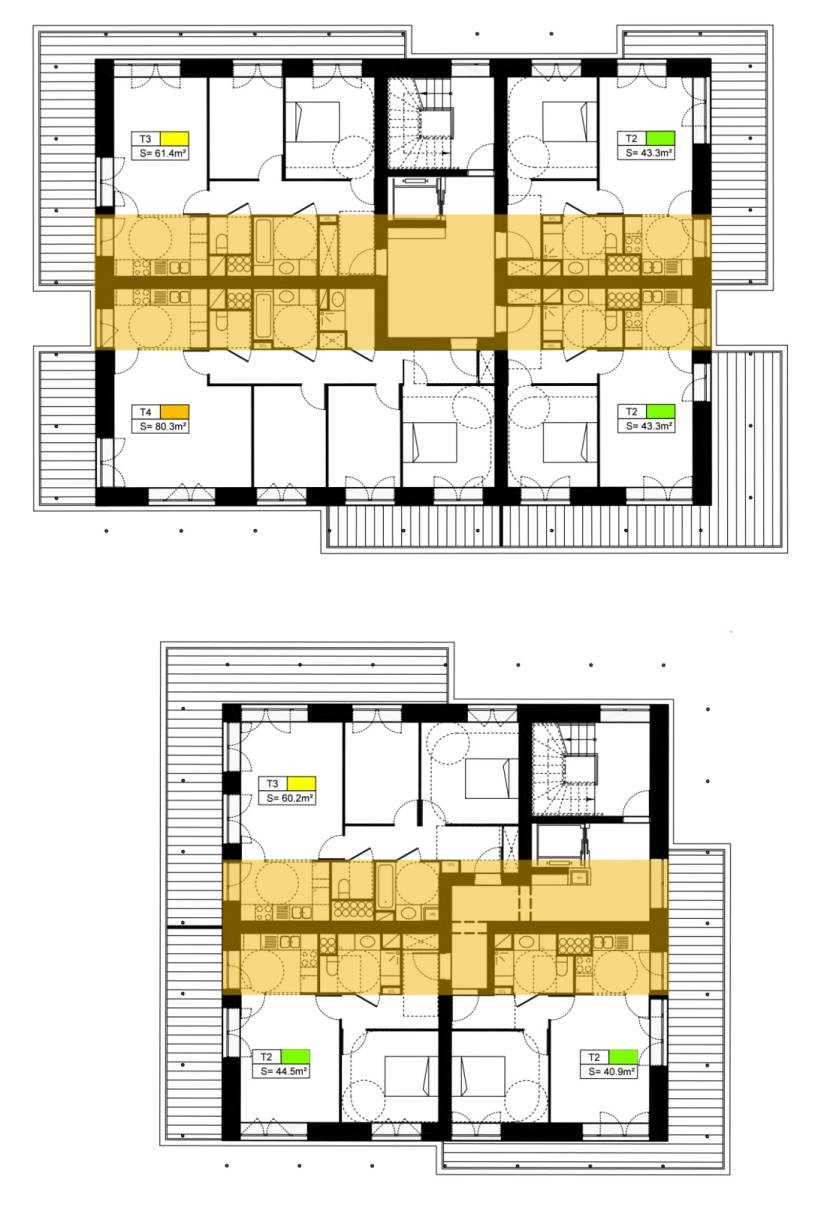 T3
S= 61.4m²
T2
S= 43.3m²
T4
S= 80.3m²
T2
S= 43.3m²
T3
S= 60.2m²
T2
S= 44.5m²
T2
S= 40.9m²